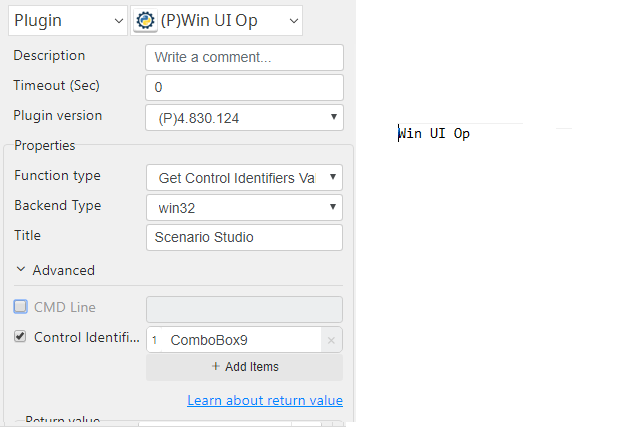 Plugin (P)Win UI Op
Description Write a comment...
Timeout (Sec) 0
Plugin version (P)4.830.124
Properties
Function type Get Control Identifiers Va
Backend Type win32
Title Scenario Studio
Advanced
CMD Line
Control Identifi... 1 ComboBox9 ×
+ Add Items
Learn about return value
Return value
Win UI Op